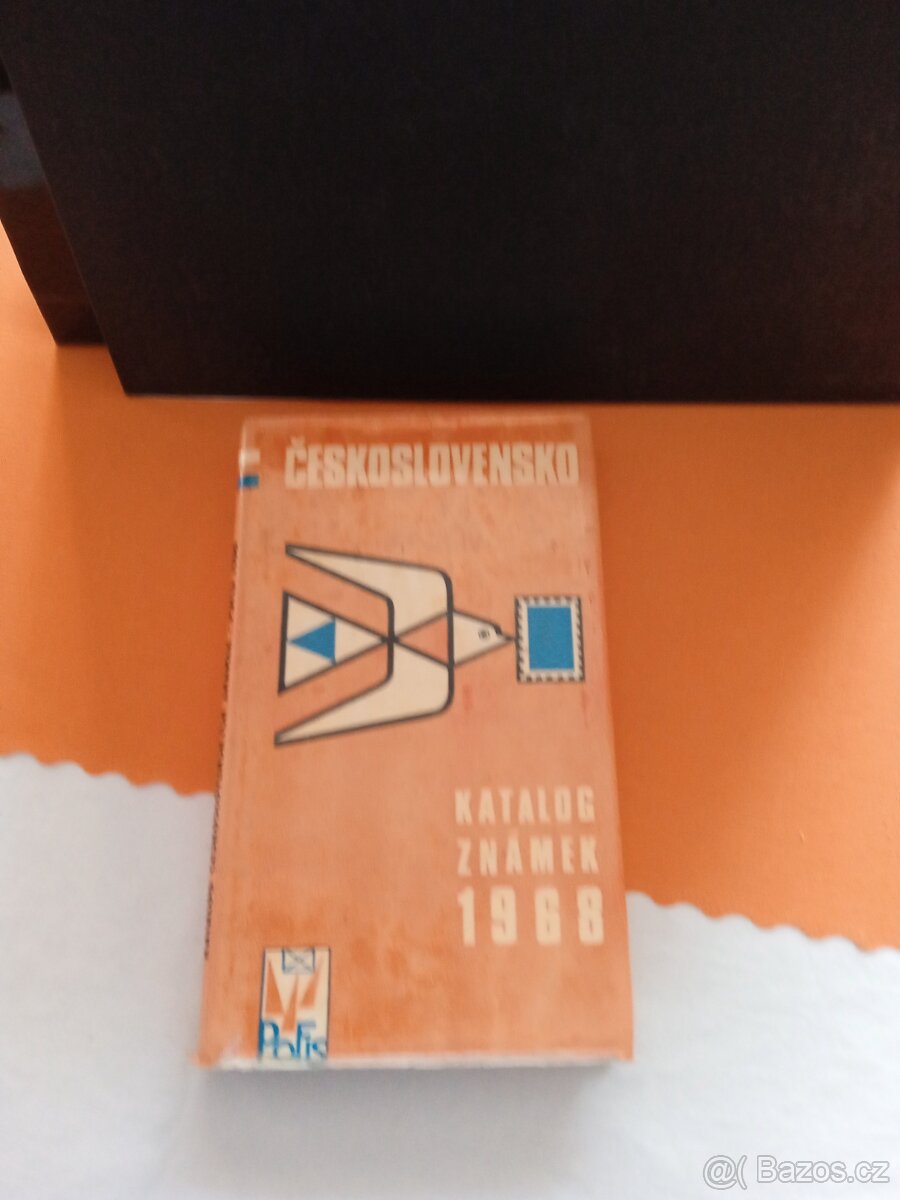 ČESKOSLOVENSKO
KATALOG
ZNÁMEK
1968
Pofis
@( Bazos.cz